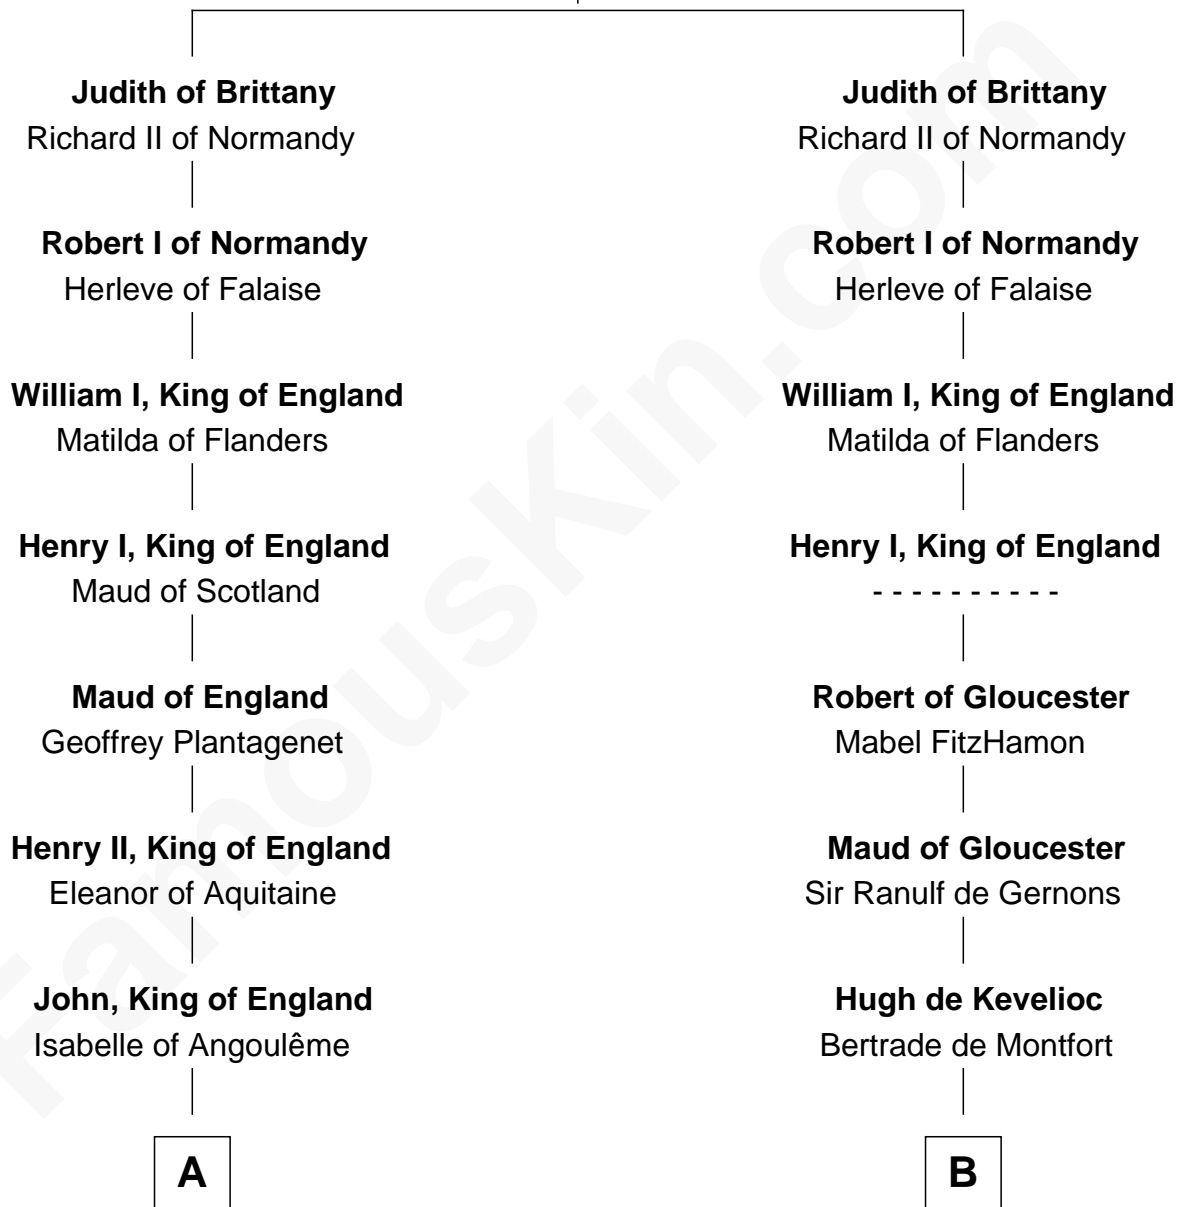 Judith of Brittany
Richard II of Normandy
Robert I of Normandy
Herleve of Falaise
William I, King of England
Matilda of Flanders
Henry I, King of England
Maud of Scotland
Maud of England
Geoffrey Plantagenet
Henry II, King of England
Eleanor of Aquitaine
John, King of England
Isabelle of Angoulême
A
Judith of Brittany
Richard II of Normandy
Robert I of Normandy
Herleve of Falaise
William I, King of England
Matilda of Flanders
Henry I, King of England
- - - - - - - - - -
Robert of Gloucester
Mabel FitzHamon
Maud of Gloucester
Sir Ranulf de Gernons
Hugh de Kevelioc
Bertrade de Montfort
B
FamousKin.com